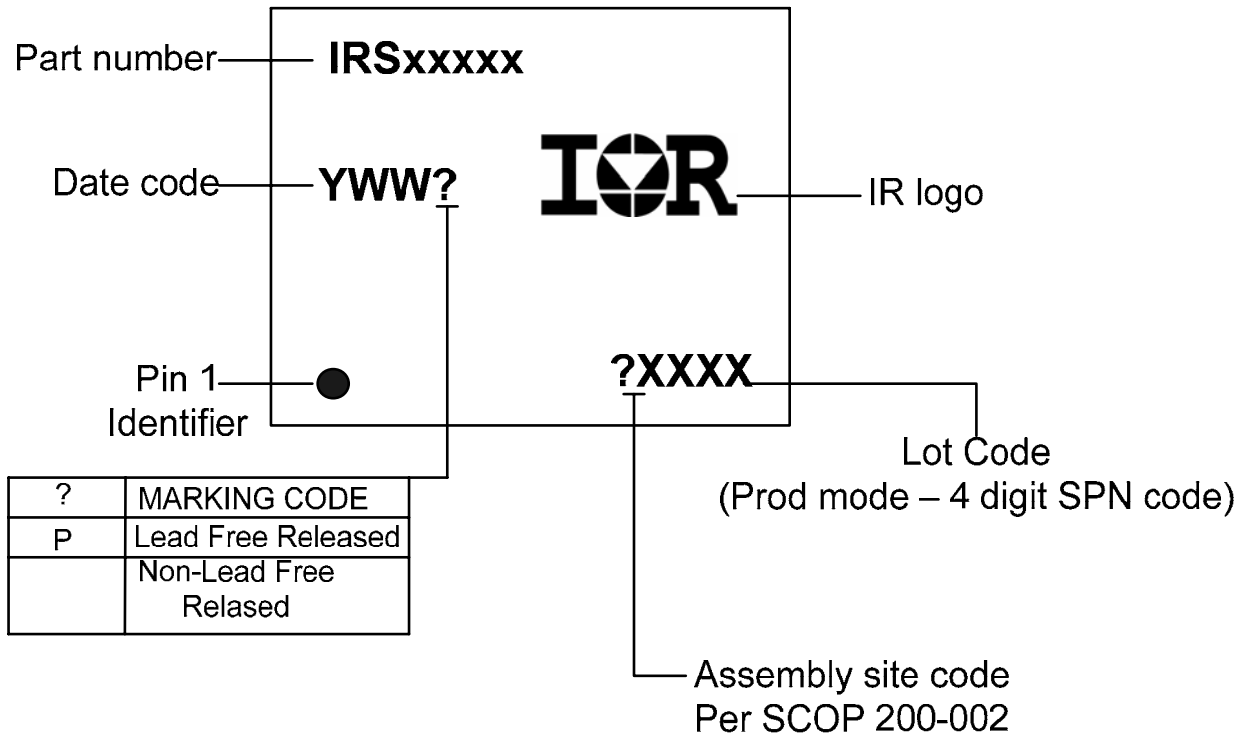 Part number
IRSxxxxx
Date code
YWW?
IOR
IR logo
Pin 1
Identifier
?XXXX
Lot Code
(Prod mode – 4 digit SPN code)
? MARKING CODE
P Lead Free Released
Non-Lead Free
Relased
Assembly site code
Per SCOP 200-002